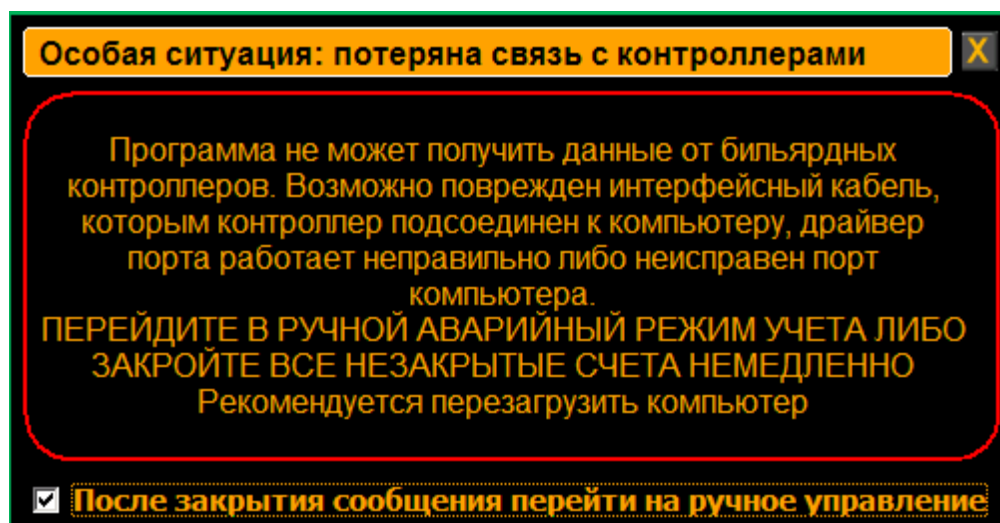 Особая ситуация: потеряна связь с контроллерами
X
Программа не может получить данные от бильярдных
контроллеров. Возможно поврежден интерфейсный кабель,
которым контроллер подсоединен к компьютеру, драйвер
порта работает неправильно либо неисправен порт
компьютера.
ПЕРЕЙДИТЕ В РУЧНОЙ АВАРИЙНЫЙ РЕЖИМ УЧЕТА ЛИБО
ЗАКРОЙТЕ ВСЕ НЕЗАКРЫТЫЕ СЧЕТА НЕМЕДЛЕННО
Рекомендуется перезагрузить компьютер
После закрытия сообщения перейти на ручное управление